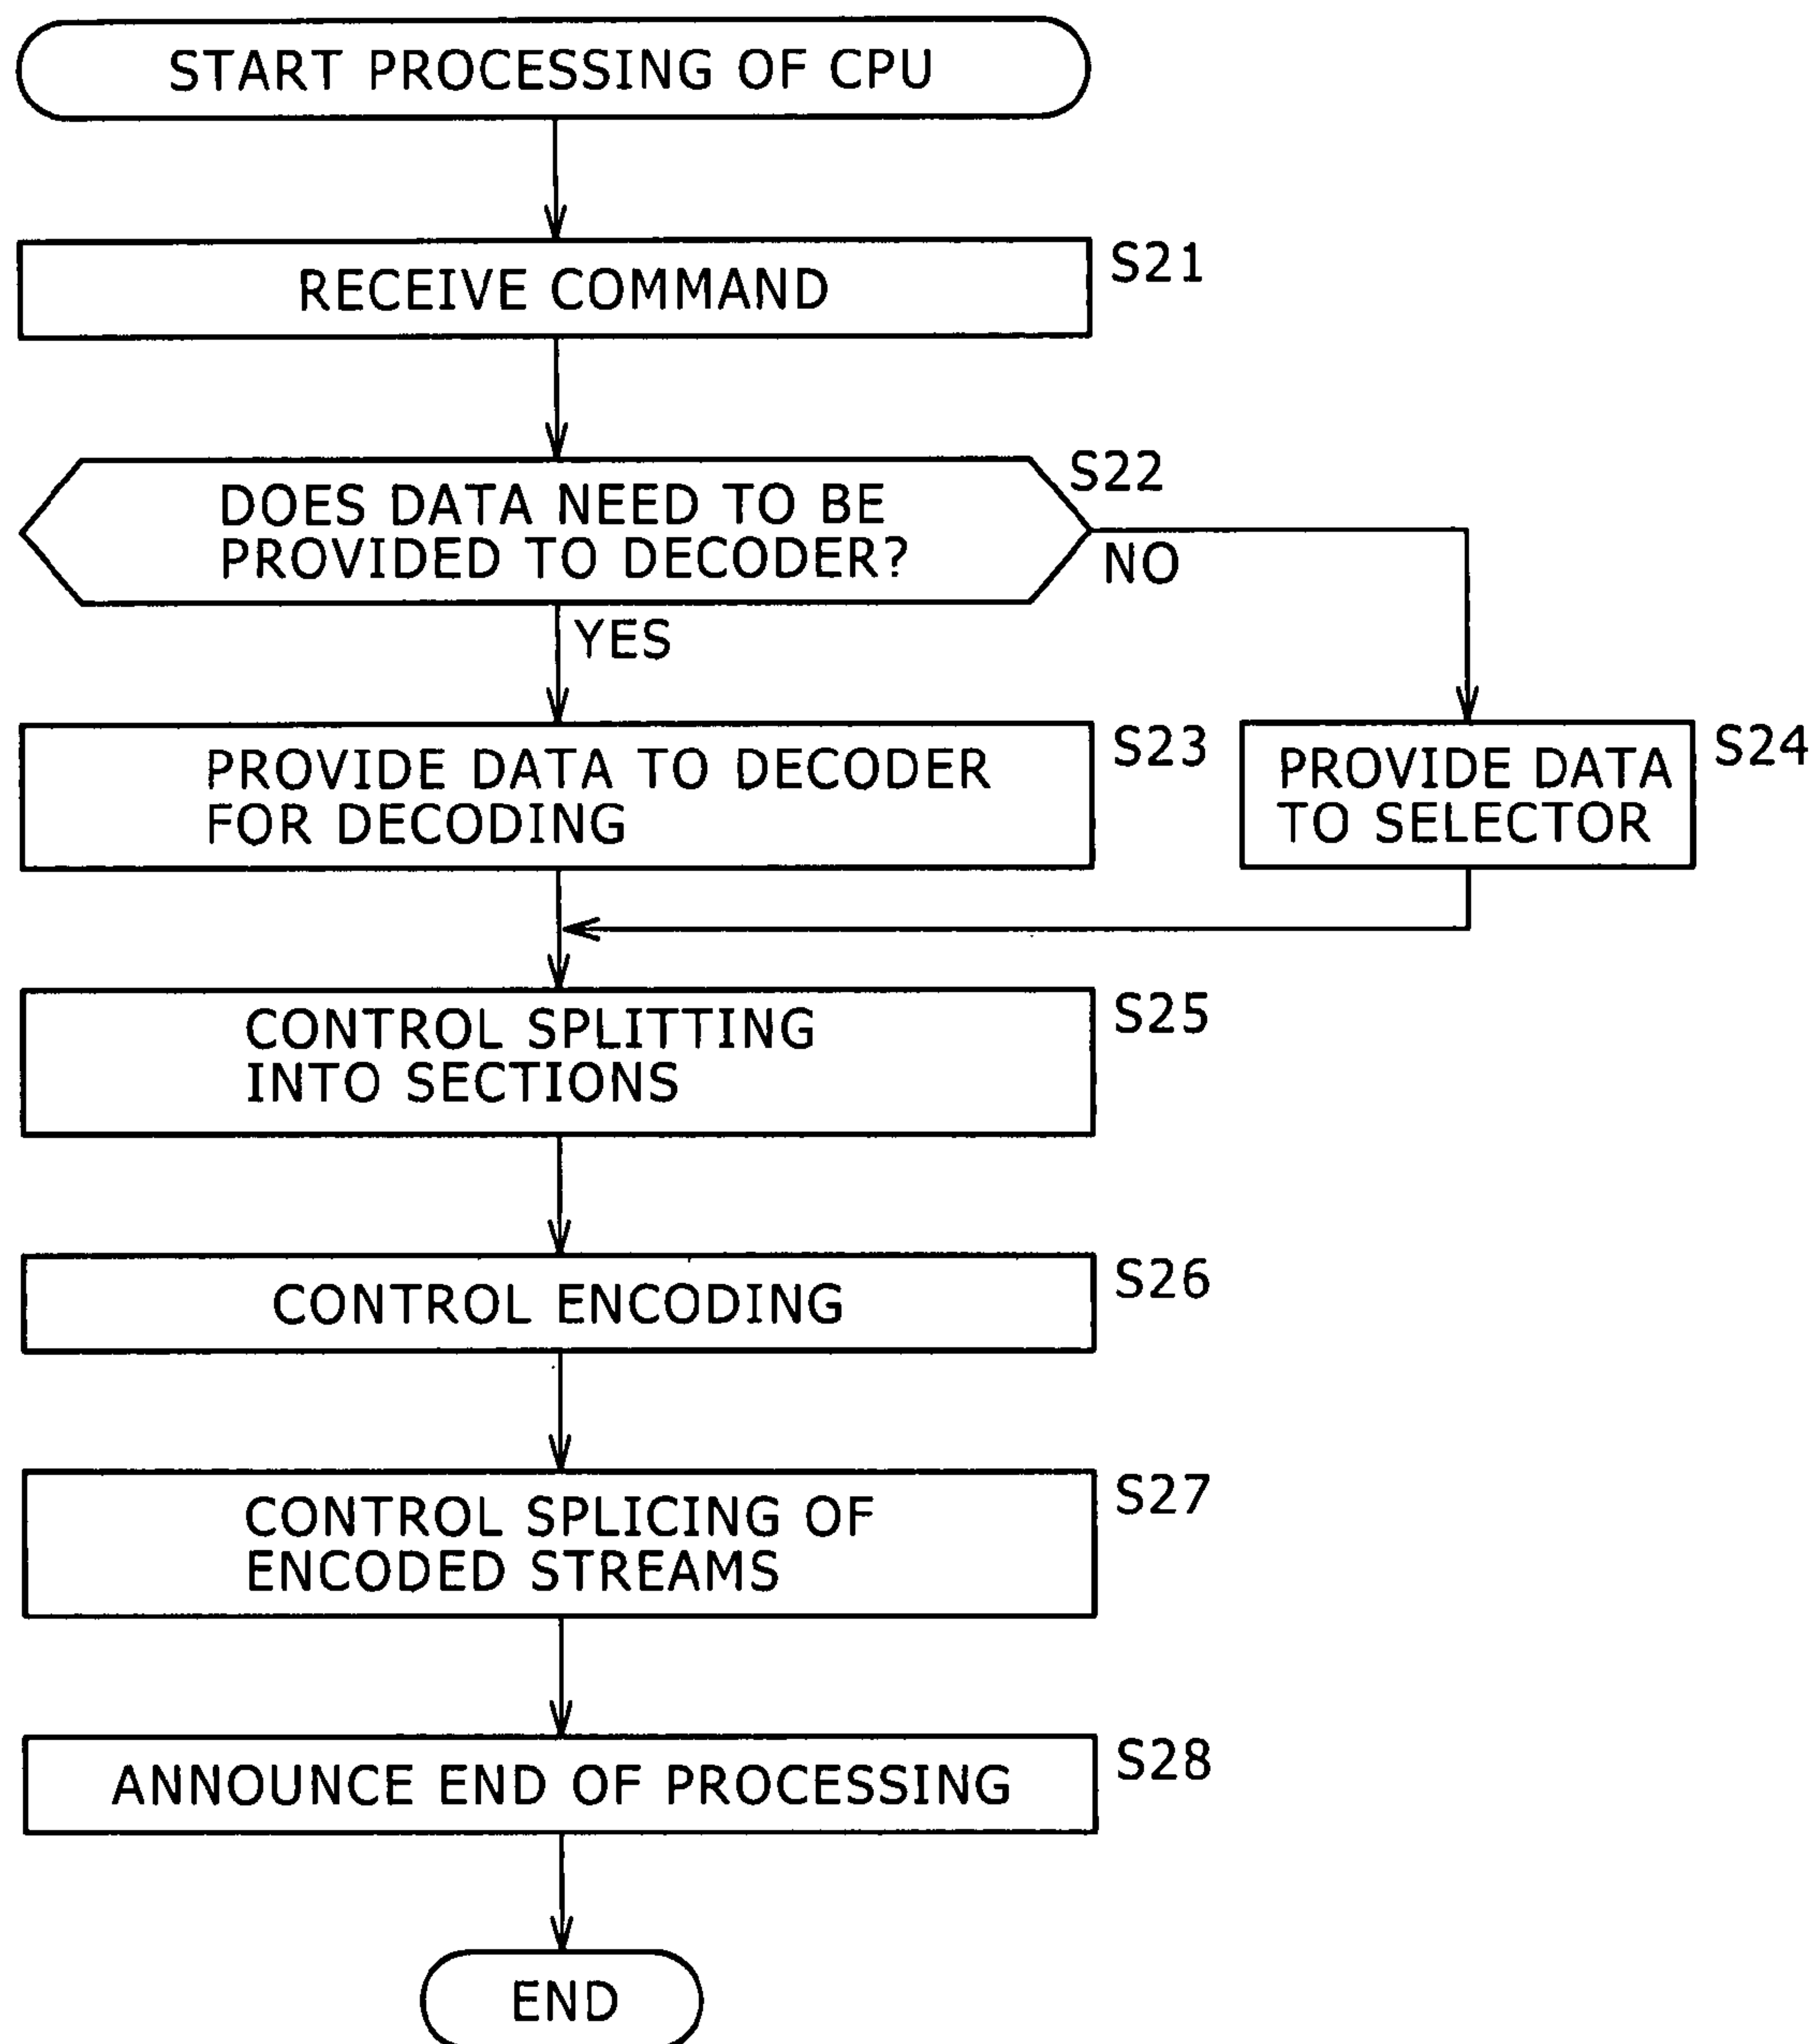 START PROCESSING OF CPU
RECEIVE COMMAND
S21
DOES DATA NEED TO BE
PROVIDED TO DECODER?
S22
NO
YES
PROVIDE DATA TO DECODER
FOR DECODING
S23
PROVIDE DATA
TO SELECTOR
S24
CONTROL SPLITTING
INTO SECTIONS
S25
CONTROL ENCODING
S26
CONTROL SPLICING OF
ENCODED STREAMS
S27
ANNOUNCE END OF PROCESSING
S28
END